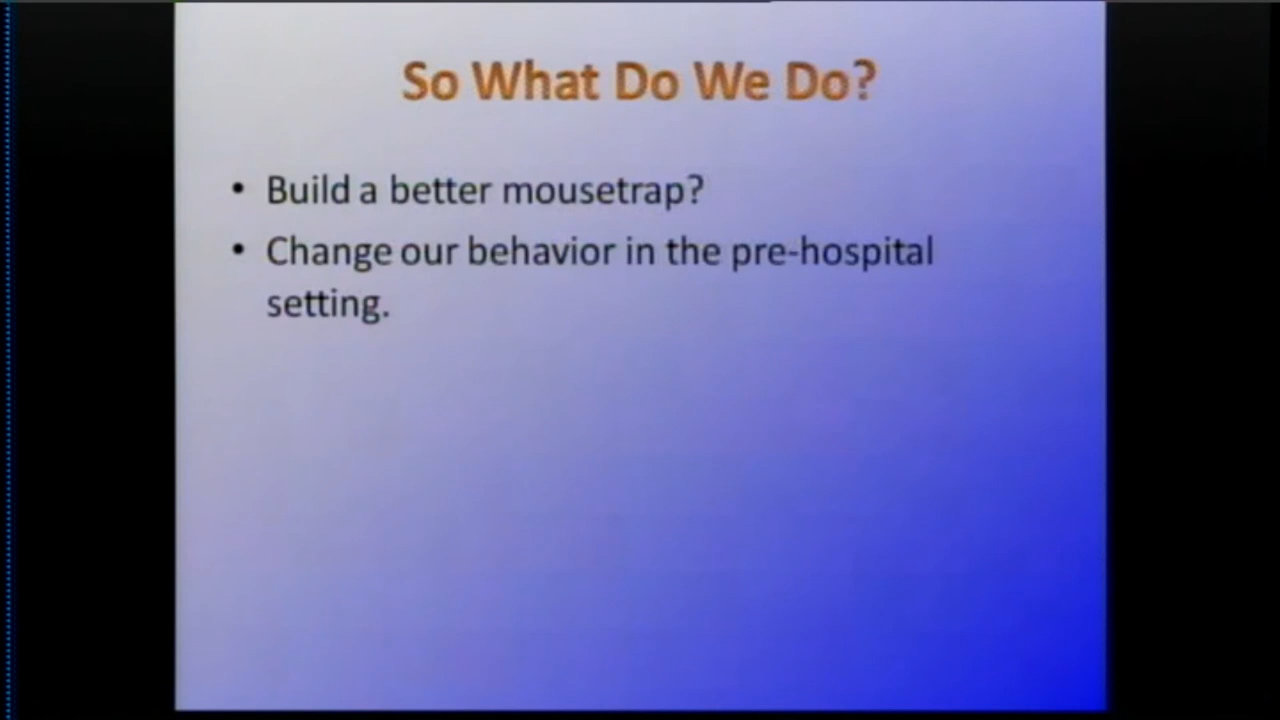 So What Do We Do?
• Build a better mousetrap?
• Change our behavior in the pre-hospital
setting.